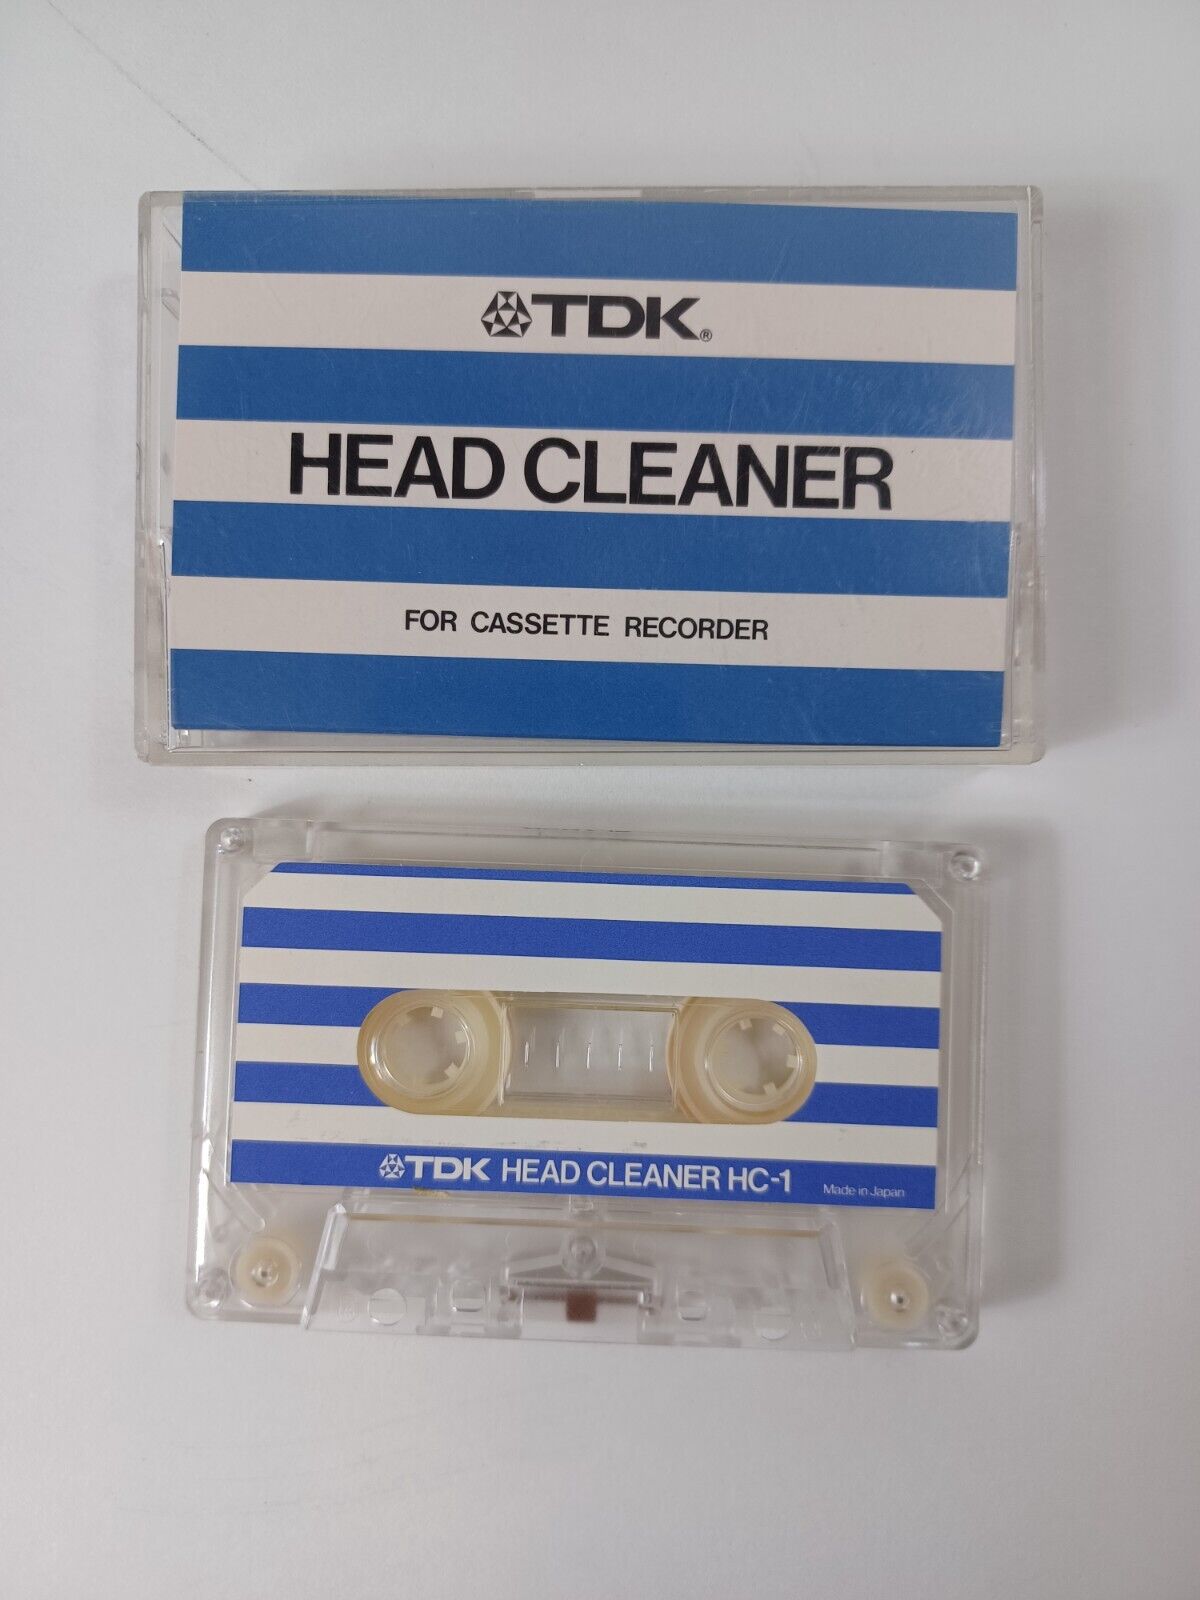 TDK®
HEAD CLEANER
FOR CASSETTE RECORDER
TDK HEAD CLEANER HC-1
Made in Japan